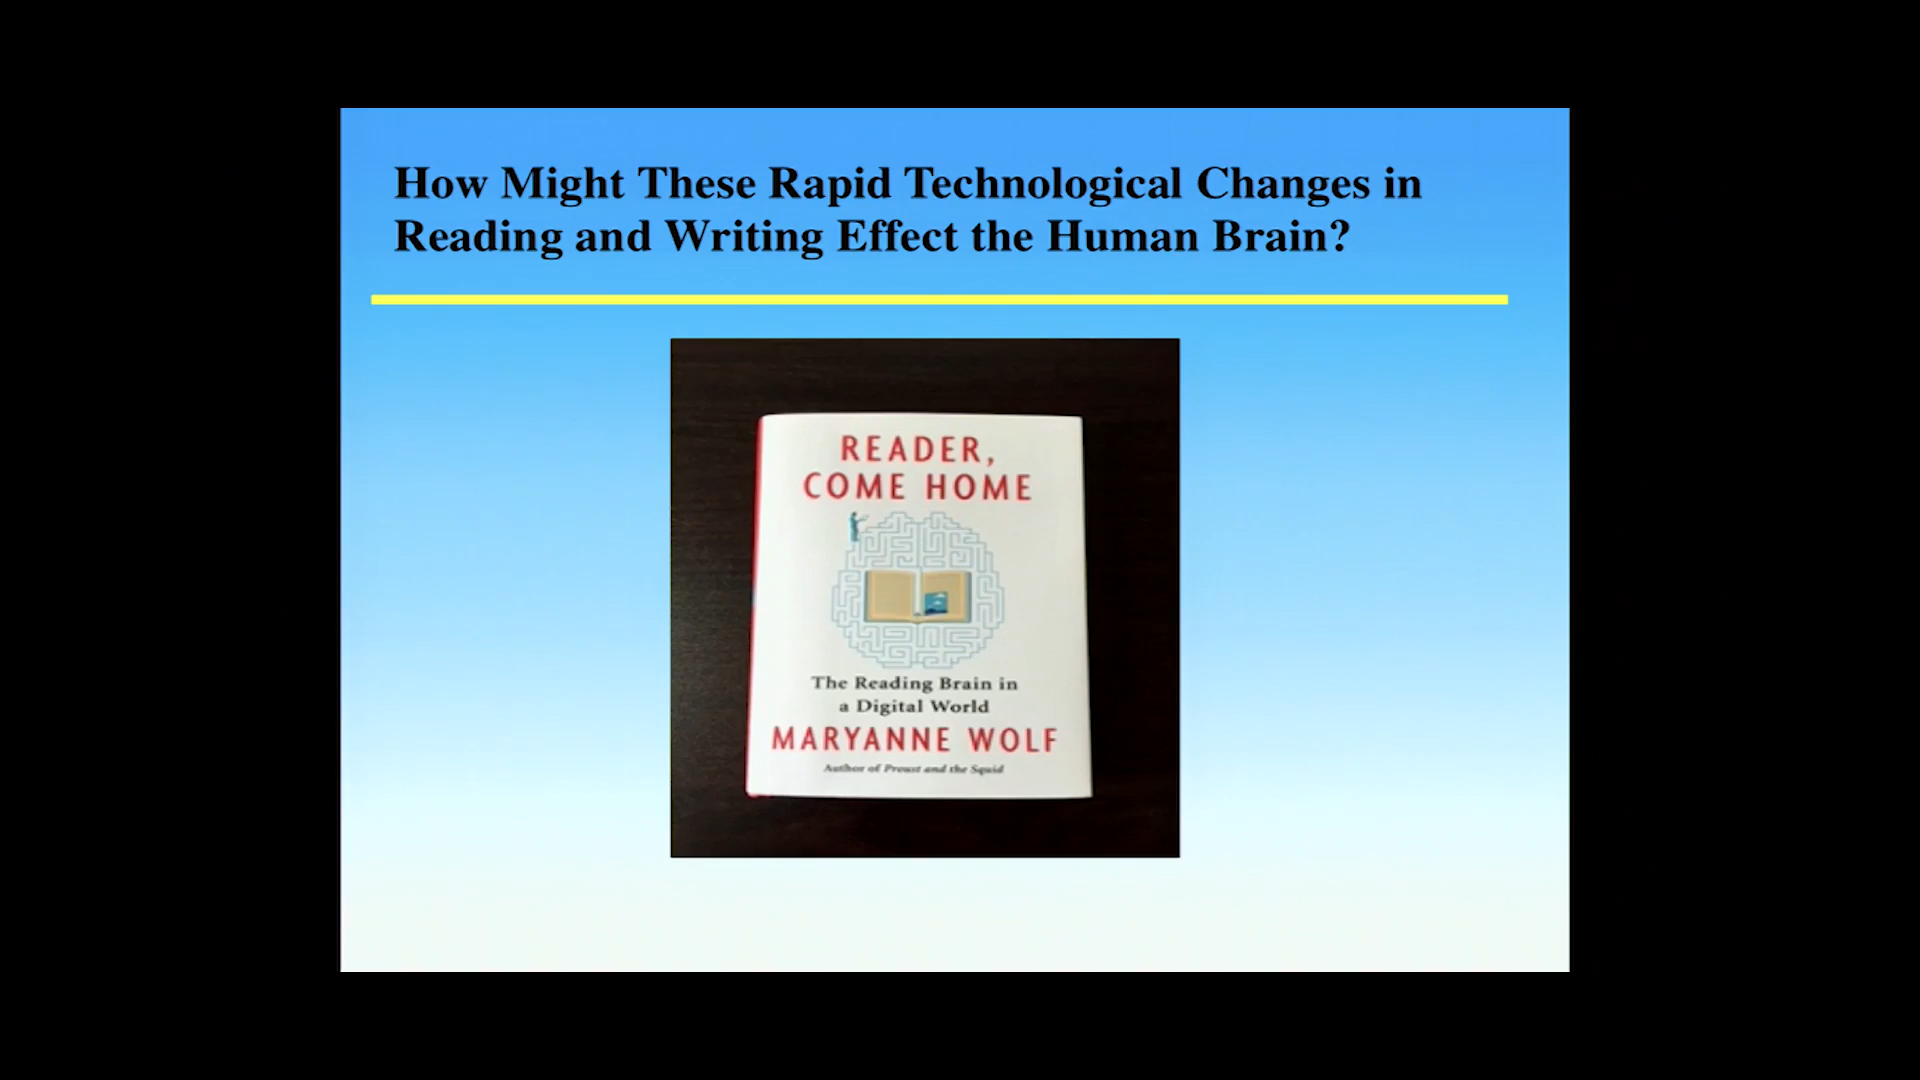 How Might These Rapid Technological Changes in
Reading and Writing Effect the Human Brain?
READER,
COME HOME
The Reading Brain in
a Digital World
MARYANNE WOLF
Author of Proust and the Squid